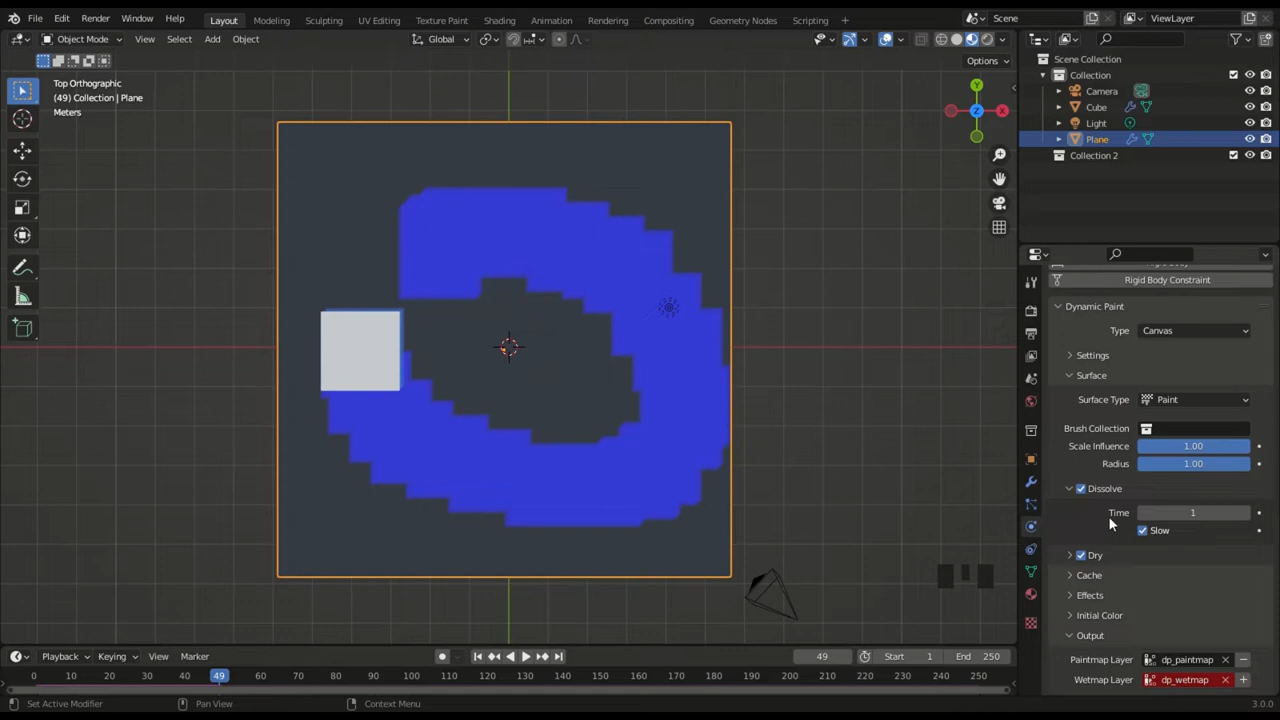 File Edit Render Window Help Layout Modeling Sculpting UV Editing Texture Paint Shading Animation Rendering Compositing Geometry Nodes Scripting + Scene ViewLayer
Object Mode View Select Add Object Global
Options
Top Orthographic
(49) Collection | Plane
Meters
Y
Z X
Scene Collection
Collection
Camera
Cube
Light
Plane
Collection 2
Rigid Body Constraint
Dynamic Paint
Type Canvas
Settings
Surface
Surface Type Paint
Brush Collection
Scale Influence 1.00
Radius 1.00
Dissolve
Time 1
Slow
Dry
Cache
Effects
Initial Color
Output
Paintmap Layer dp_paintmap
Wetmap Layer dp_wetmap
Playback Keying View Marker 49 Start 1 End 250
0 10 20 30 40 49 60 70 80 90 100 110 120 130 140 150 160 170 180 190 200 210 220 230 240 250
Set Active Modifier Pan View Context Menu 3.0.0